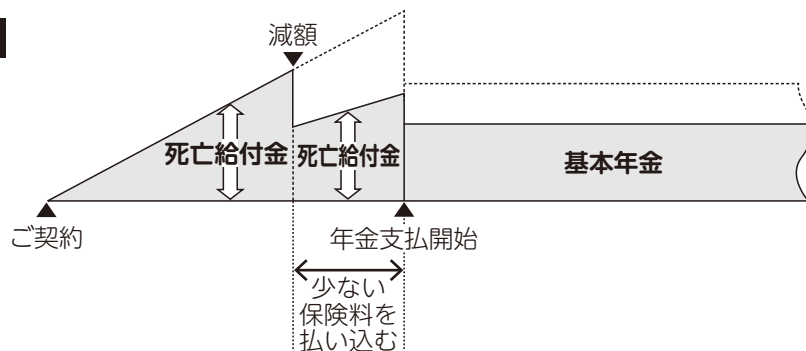 減額
死亡給付金
死亡給付金
基本年金
ご契約
年金支払開始
少ない
保険料を
払い込む